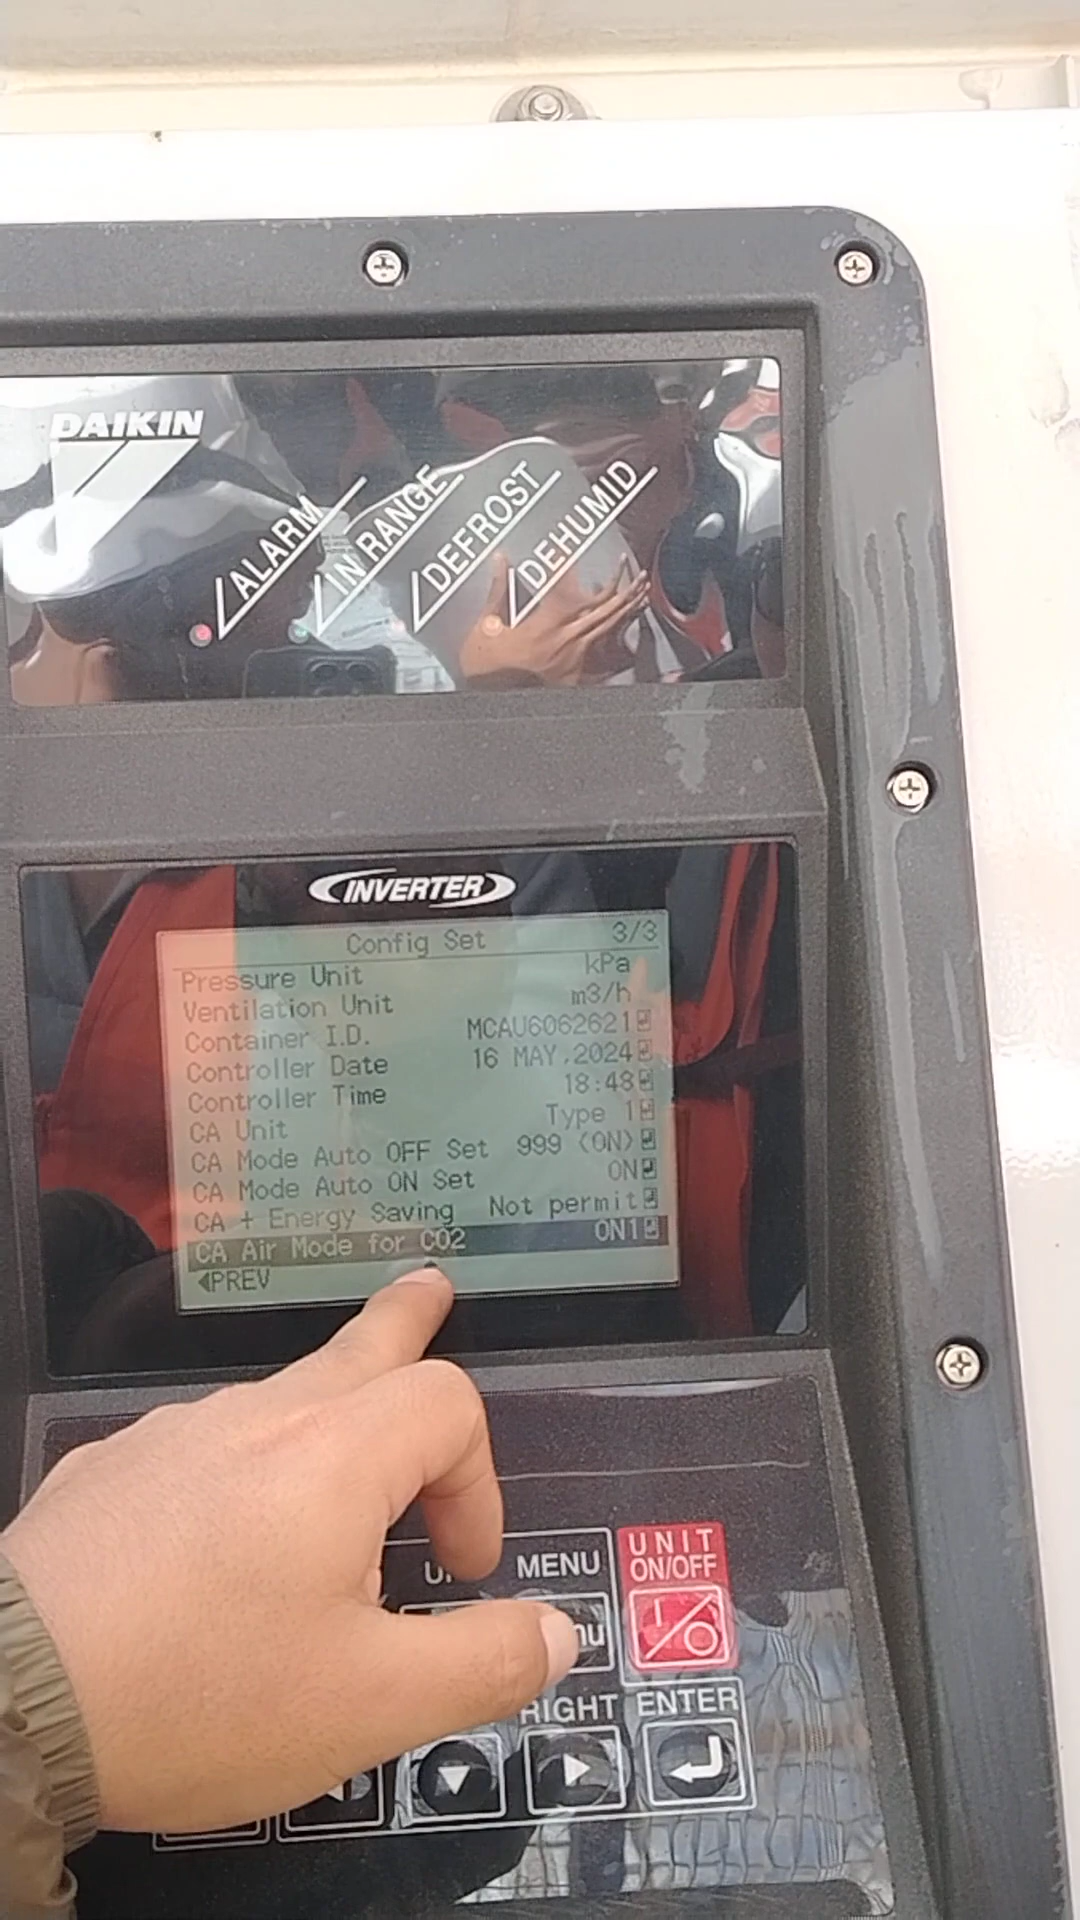 DAIKIN
ALARM
IN RANGE
DEFROST
DEHUMID
INVERTER
Config Set 3/3
Pressure Unit kPa
Ventilation Unit m3/h
Container I.D. MCAU6062621
Controller Date 16 MAY,2024
Controller Time 18:48
CA Unit Type 1
CA Mode Auto OFF Set 999 (ON)
CA Mode Auto ON Set ON
CA + Energy Saving Not permit
CA Air Mode for CO2 ON1
◀PREV
MENU
UNIT
ON/OFF
I/O
RIGHT
ENTER